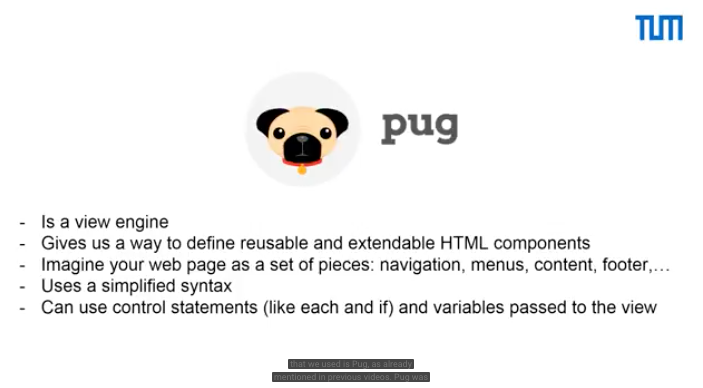 TUM
pug
- Is a view engine
- Gives us a way to define reusable and extendable HTML components
- Imagine your web page as a set of pieces: navigation, menus, content, footer,…
- Uses a simplified syntax
- Can use control statements (like each and if) and variables passed to the view
that we used is Pug, as already
mentioned in previous videos. Pug was